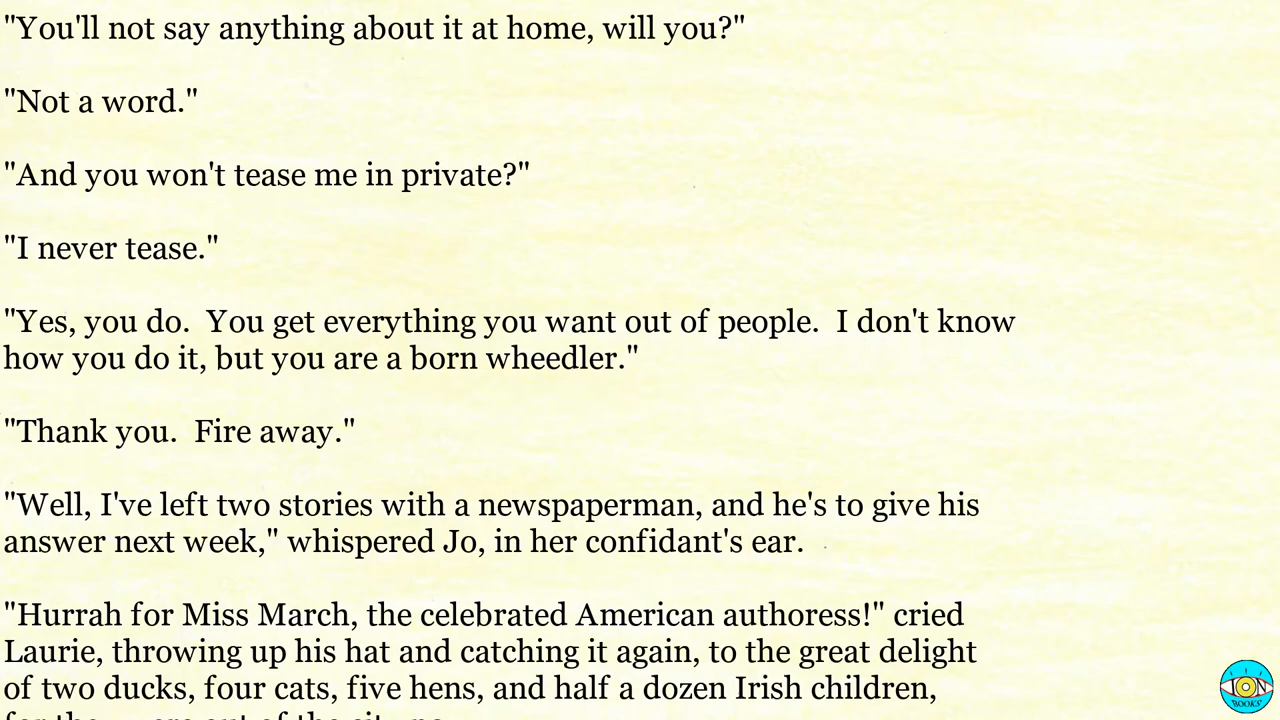 "You'll not say anything about it at home, will you?"
"Not a word."
"And you won't tease me in private?"
"I never tease."
"Yes, you do.  You get everything you want out of people.  I don't know
how you do it, but you are a born wheedler."
"Thank you.  Fire away."
"Well, I've left two stories with a newspaperman, and he's to give his
answer next week," whispered Jo, in her confidant's ear.
"Hurrah for Miss March, the celebrated American authoress!" cried
Laurie, throwing up his hat and catching it again, to the great delight
of two ducks, four cats, five hens, and half a dozen Irish children,
ION
BOOKS